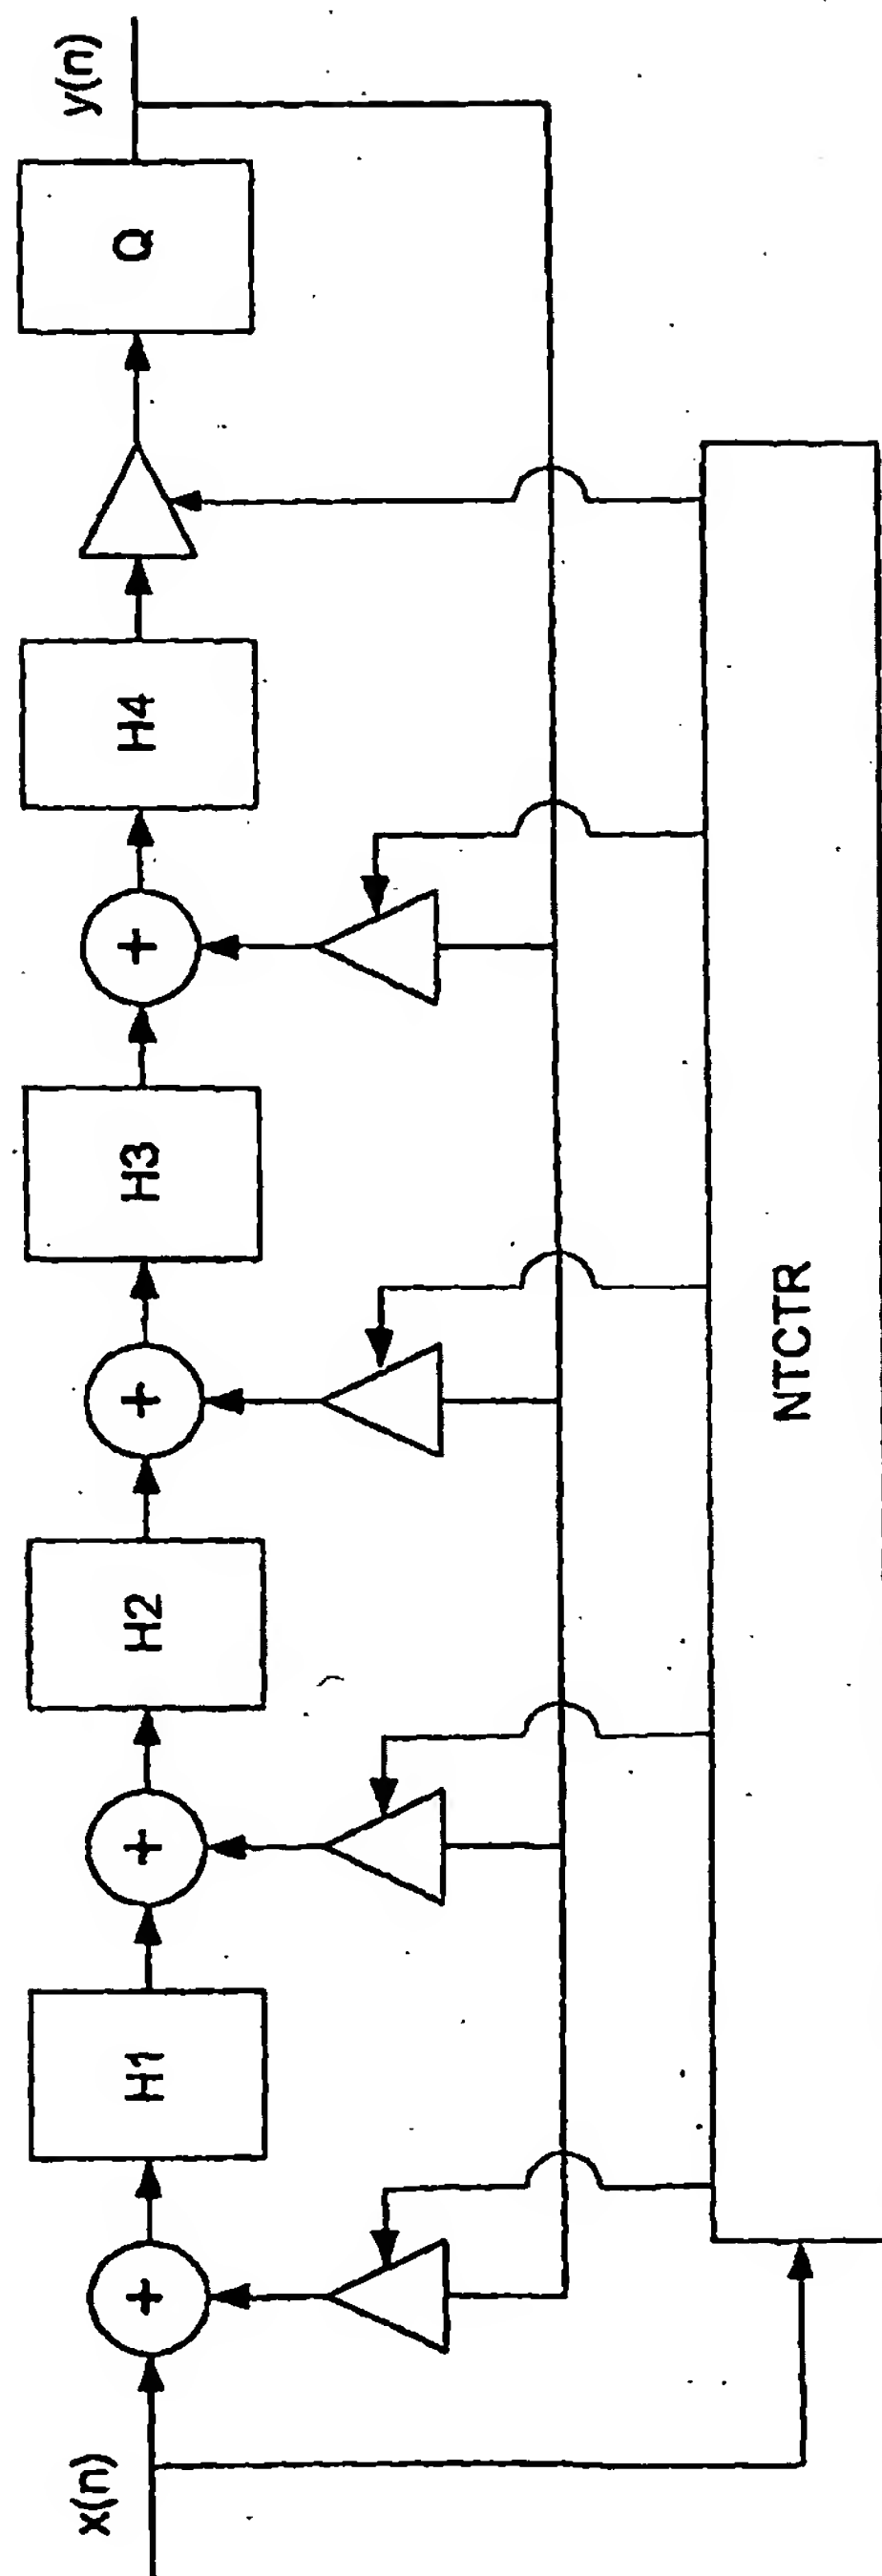 x(n)
+
H1
+
H2
+
H3
+
H4
Q
y(n)
NTCTR